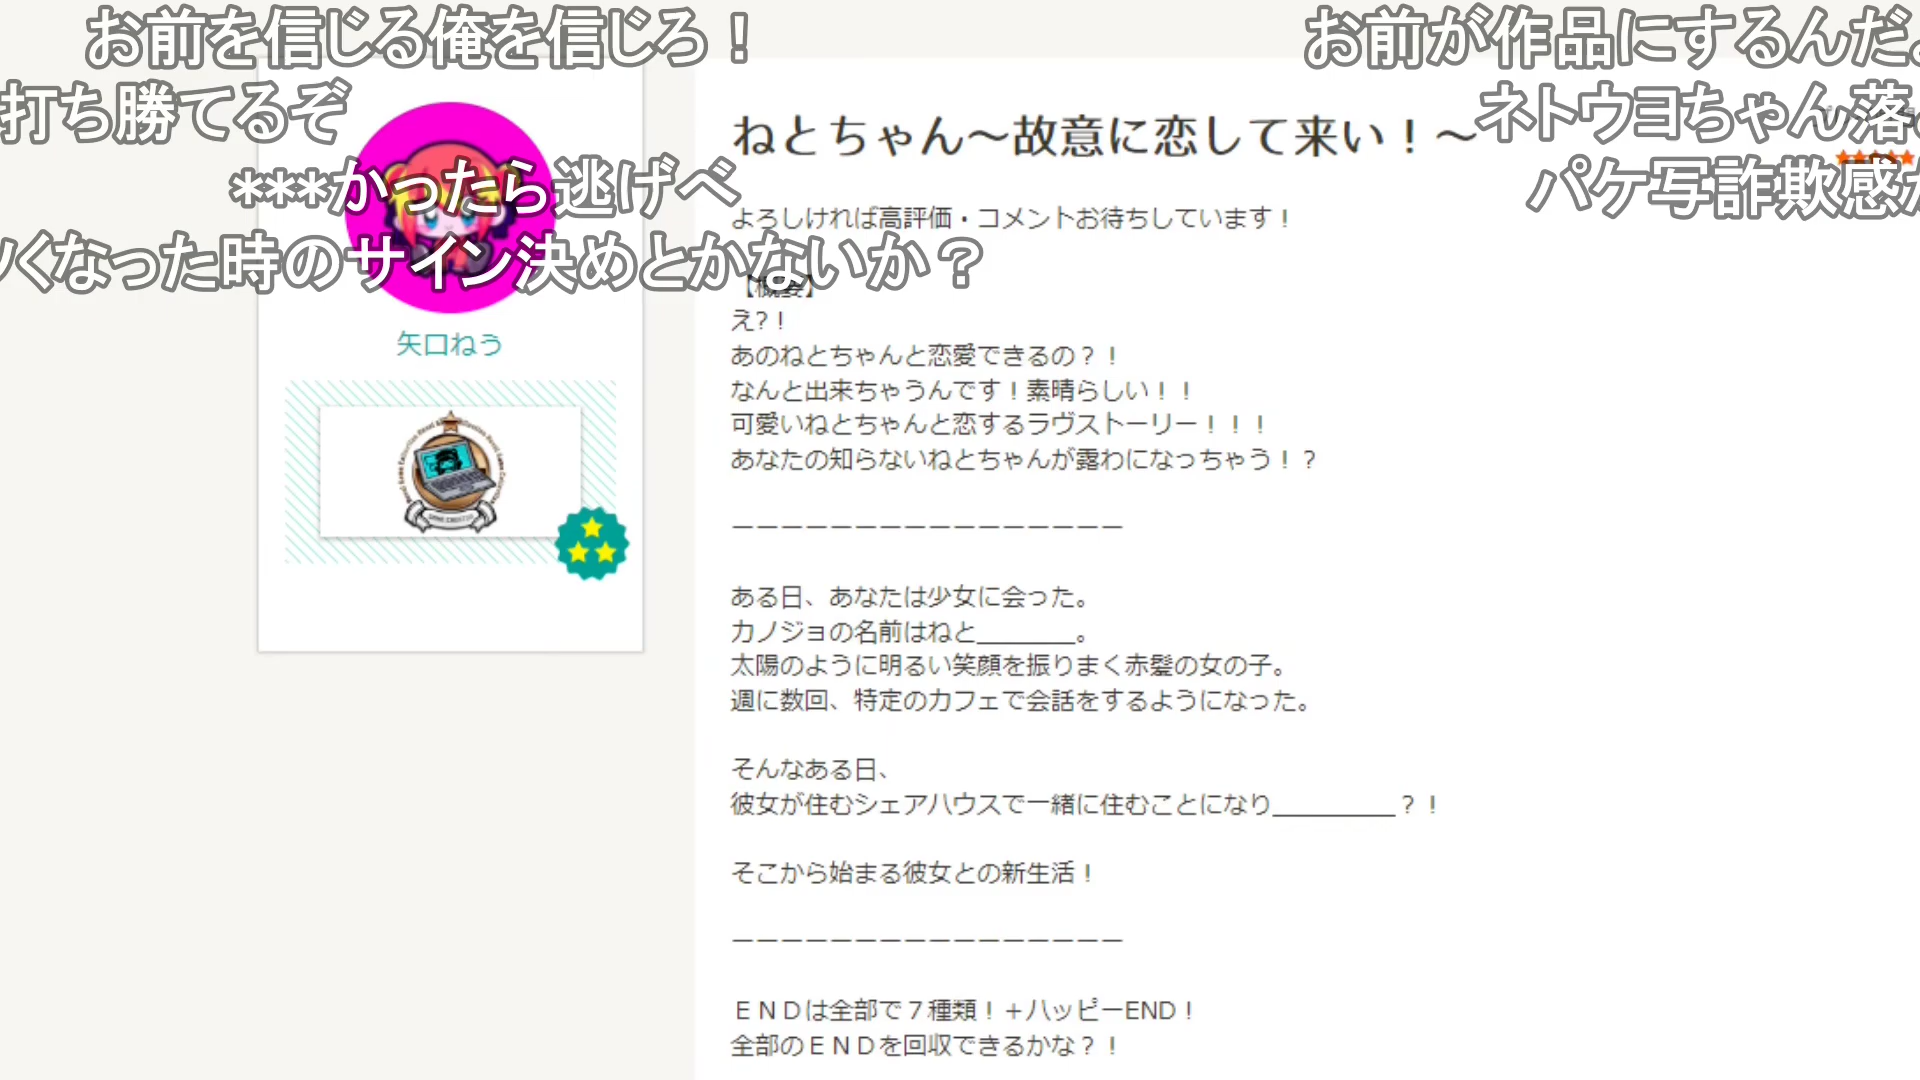 お前を信じる俺を信じろ！
お前が作品にするんだ
打ち勝てるぞ
ネトウヨちゃん落
***かったら逃げべ
パケ写詐欺感
くなった時のサイン決めとかないか？
矢口ねう
ねとちゃん～故意に恋して来い！～
よろしければ高評価・コメントお待ちしています！
【概要】
え?！
あのねとちゃんと恋愛できるの？！
なんと出来ちゃうんです！素晴らしい！！
可愛いねとちゃんと恋するラヴストーリー！！！
あなたの知らないねとちゃんが露わになっちゃう！？
ーーーーーーーーーーーーーーーー
ある日、あなたは少女に会った。
カノジョの名前はねと________。
太陽のように明るい笑顔を振りまく赤髪の女の子。
週に数回、特定のカフェで会話をするようになった。
そんなある日、
彼女が住むシェアハウスで一緒に住むことになり__________？！
そこから始まる彼女との新生活！
ーーーーーーーーーーーーーーーー
ＥＮＤは全部で７種類！＋ハッピーEND！
全部のＥＮＤを回収できるかな？！